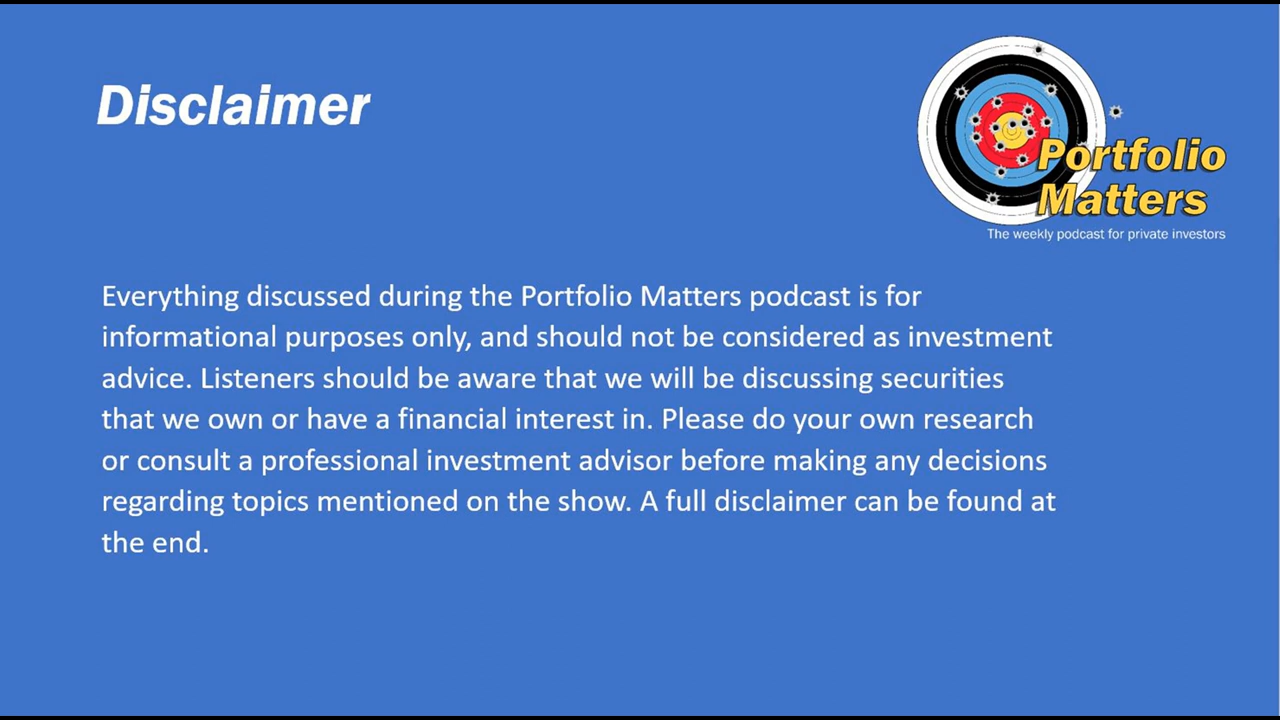 Disclaimer
Portfolio
Matters
The weekly podcast for private investors
Everything discussed during the Portfolio Matters podcast is for
informational purposes only, and should not be considered as investment
advice. Listeners should be aware that we will be discussing securities
that we own or have a financial interest in. Please do your own research
or consult a professional investment advisor before making any decisions
regarding topics mentioned on the show. A full disclaimer can be found at
the end.